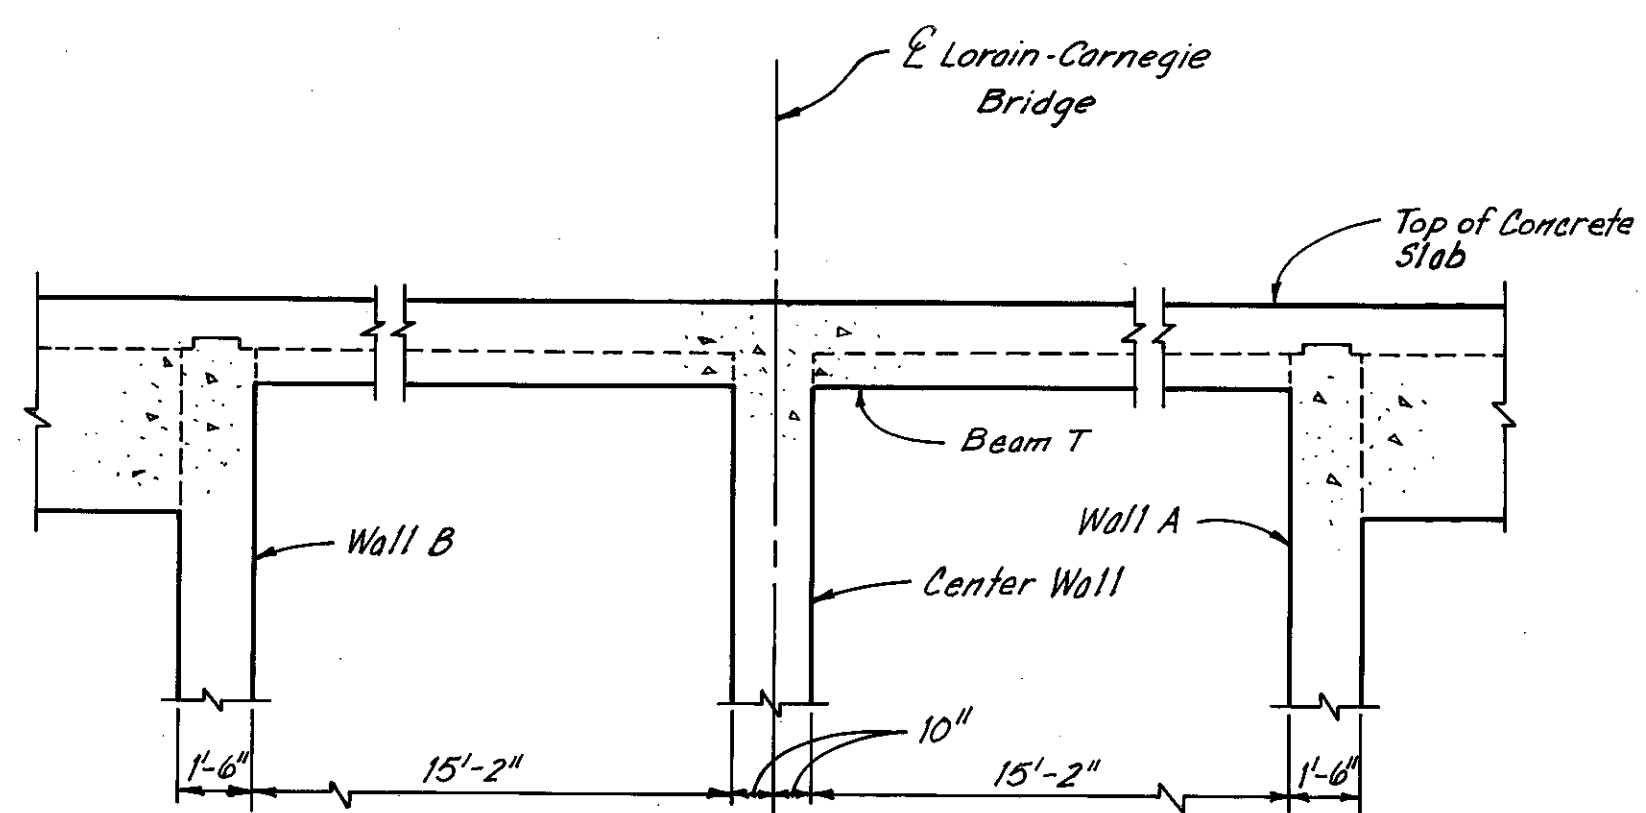 ℄ Lorain-Carnegie
Bridge
Top of Concrete
Slab
Beam T
Wall B
Wall A
Center Wall
10"
1'-6"
15'-2"
15'-2"
1'-6"